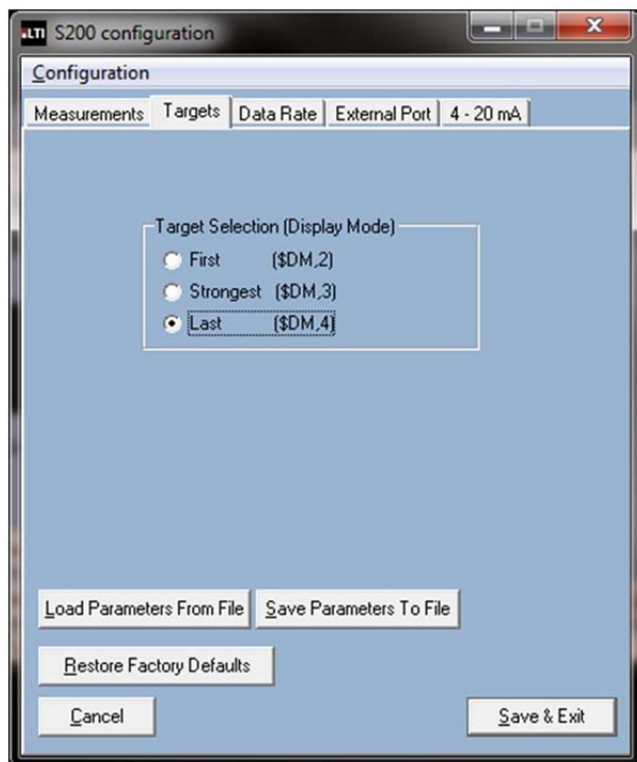 LTI S200 configuration
Configuration
Measurements Targets Data Rate External Port 4 - 20 mA
Target Selection (Display Mode)
First ($DM,2)
Strongest ($DM,3)
Last ($DM,4)
Load Parameters From File Save Parameters To File
Restore Factory Defaults
Cancel Save & Exit